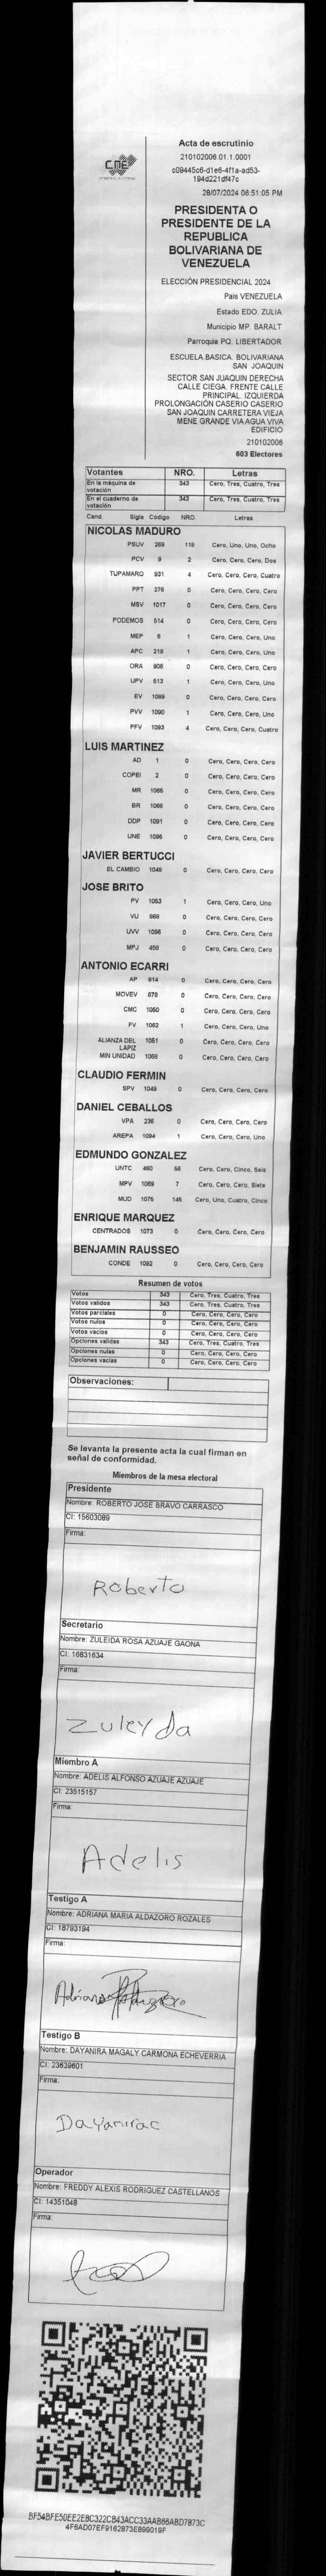 CNE
Acta de escrutinio
210102006.01.1.0001
c09445c6-d1e6-4f1a-ad53-
194d221df47c
28/07/2024 06:51:05 PM
PRESIDENTA O
PRESIDENTE DE LA
REPUBLICA
BOLIVARIANA DE
VENEZUELA
ELECCIÓN PRESIDENCIAL 2024
Pais VENEZUELA
Estado EDO. ZULIA
Municipio MP. BARALT
Parroquia PQ. LIBERTADOR
ESCUELA BASICA. BOLIVARIANA
SAN JOAQUIN
SECTOR SAN JUAQUIN DERECHA
CALLE CIEGA. FRENTE CALLE
PRINCIPAL. IZQUIERDA
PROLONGACIÓN CASERIO CASERIO
SAN JOAQUIN CARRETERA VIEJA
MENE GRANDE VIA AGUA VIVA
EDIFICIO
210102006
603 Electores
Votantes NRO. Letras
En la máquina de votación 343 Cero, Tres, Cuatro, Tres
En el cuaderno de votación 343 Cero, Tres, Cuatro, Tres
Cand. Sigla Código NRO. Letras
NICOLAS MADURO
PSUV 269 118 Cero, Uno, Uno, Ocho
PCV 9 2 Cero, Cero, Cero, Dos
TUPAMARO 931 4 Cero, Cero, Cero, Cuatro
PPT 276 0 Cero, Cero, Cero, Cero
MSV 1017 0 Cero, Cero, Cero, Cero
PODEMOS 514 0 Cero, Cero, Cero, Cero
MEP 6 1 Cero, Cero, Cero, Uno
APC 219 1 Cero, Cero, Cero, Uno
ORA 906 0 Cero, Cero, Cero, Cero
UPV 513 1 Cero, Cero, Cero, Uno
EV 1089 0 Cero, Cero, Cero, Cero
PVV 1090 1 Cero, Cero, Cero, Uno
PFV 1093 4 Cero, Cero, Cero, Cuatro
LUIS MARTINEZ
AD 1 0 Cero, Cero, Cero, Cero
COPEI 2 0 Cero, Cero, Cero, Cero
MR 1065 0 Cero, Cero, Cero, Cero
BR 1066 0 Cero, Cero, Cero, Cero
DDP 1091 0 Cero, Cero, Cero, Cero
UNE 1095 0 Cero, Cero, Cero, Cero
JAVIER BERTUCCI
EL CAMBIO 1048 0 Cero, Cero, Cero, Cero
JOSE BRITO
PV 1053 1 Cero, Cero, Cero, Uno
VU 969 0 Cero, Cero, Cero, Cero
UVV 1096 0 Cero, Cero, Cero, Cero
MPJ 458 0 Cero, Cero, Cero, Cero
ANTONIO ECARRI
AP 914 0 Cero, Cero, Cero, Cero
MOVEV 878 0 Cero, Cero, Cero, Cero
CMC 1050 0 Cero, Cero, Cero, Cero
FV 1062 1 Cero, Cero, Cero, Uno
ALIANZA DEL LAPIZ 1051 0 Cero, Cero, Cero, Cero
MIN UNIDAD 1068 0 Cero, Cero, Cero, Cero
CLAUDIO FERMIN
SPV 1049 0 Cero, Cero, Cero, Cero
DANIEL CEBALLOS
VPA 236 0 Cero, Cero, Cero, Cero
AREPA 1094 1 Cero, Cero, Cero, Uno
EDMUNDO GONZALEZ
UNTC 460 56 Cero, Cero, Cinco, Seis
MPV 1069 7 Cero, Cero, Cero, Siete
MUD 1075 145 Cero, Uno, Cuatro, Cinco
ENRIQUE MARQUEZ
CENTRADOS 1073 0 Cero, Cero, Cero, Cero
BENJAMIN RAUSSEO
CONDE 1092 0 Cero, Cero, Cero, Cero
Resumen de votos
Votos 343 Cero, Tres, Cuatro, Tres
Votos validos 343 Cero, Tres, Cuatro, Tres
Votos parciales 0 Cero, Cero, Cero, Cero
Votos nulos 0 Cero, Cero, Cero, Cero
Votos vacios 0 Cero, Cero, Cero, Cero
Opciones validas 343 Cero, Tres, Cuatro, Tres
Opciones nulas 0 Cero, Cero, Cero, Cero
Opciones vacias 0 Cero, Cero, Cero, Cero
Observaciones:
Se levanta la presente acta la cual firman en
señal de conformidad.
Miembros de la mesa electoral
Presidente
Nombre: ROBERTO JOSE BRAVO CARRASCO
CI: 15603089
Firma:
Roberto
Secretario
Nombre: ZULEIDA ROSA AZUAJE GAONA
CI: 16831634
Firma:
Zuleyda
Miembro A
Nombre: ADELIS ALFONSO AZUAJE AZUAJE
CI: 23515157
Firma:
Adelis
Testigo A
Nombre: ADRIANA MARIA ALDAZORO ROZALES
CI: 18793194
Firma:
Adriana
Testigo B
Nombre: DAYANIRA MAGALY CARMONA ECHEVERRIA
CI: 23639601
Firma:
Dayanirac
Operador
Nombre: FREDDY ALEXIS RODRIGUEZ CASTELLANOS
CI: 14351048
Firma:
BF54BFE50EE2E8C322CB43ACC33AAB66ABD7873C
4F6AD07EF9162873E899019F